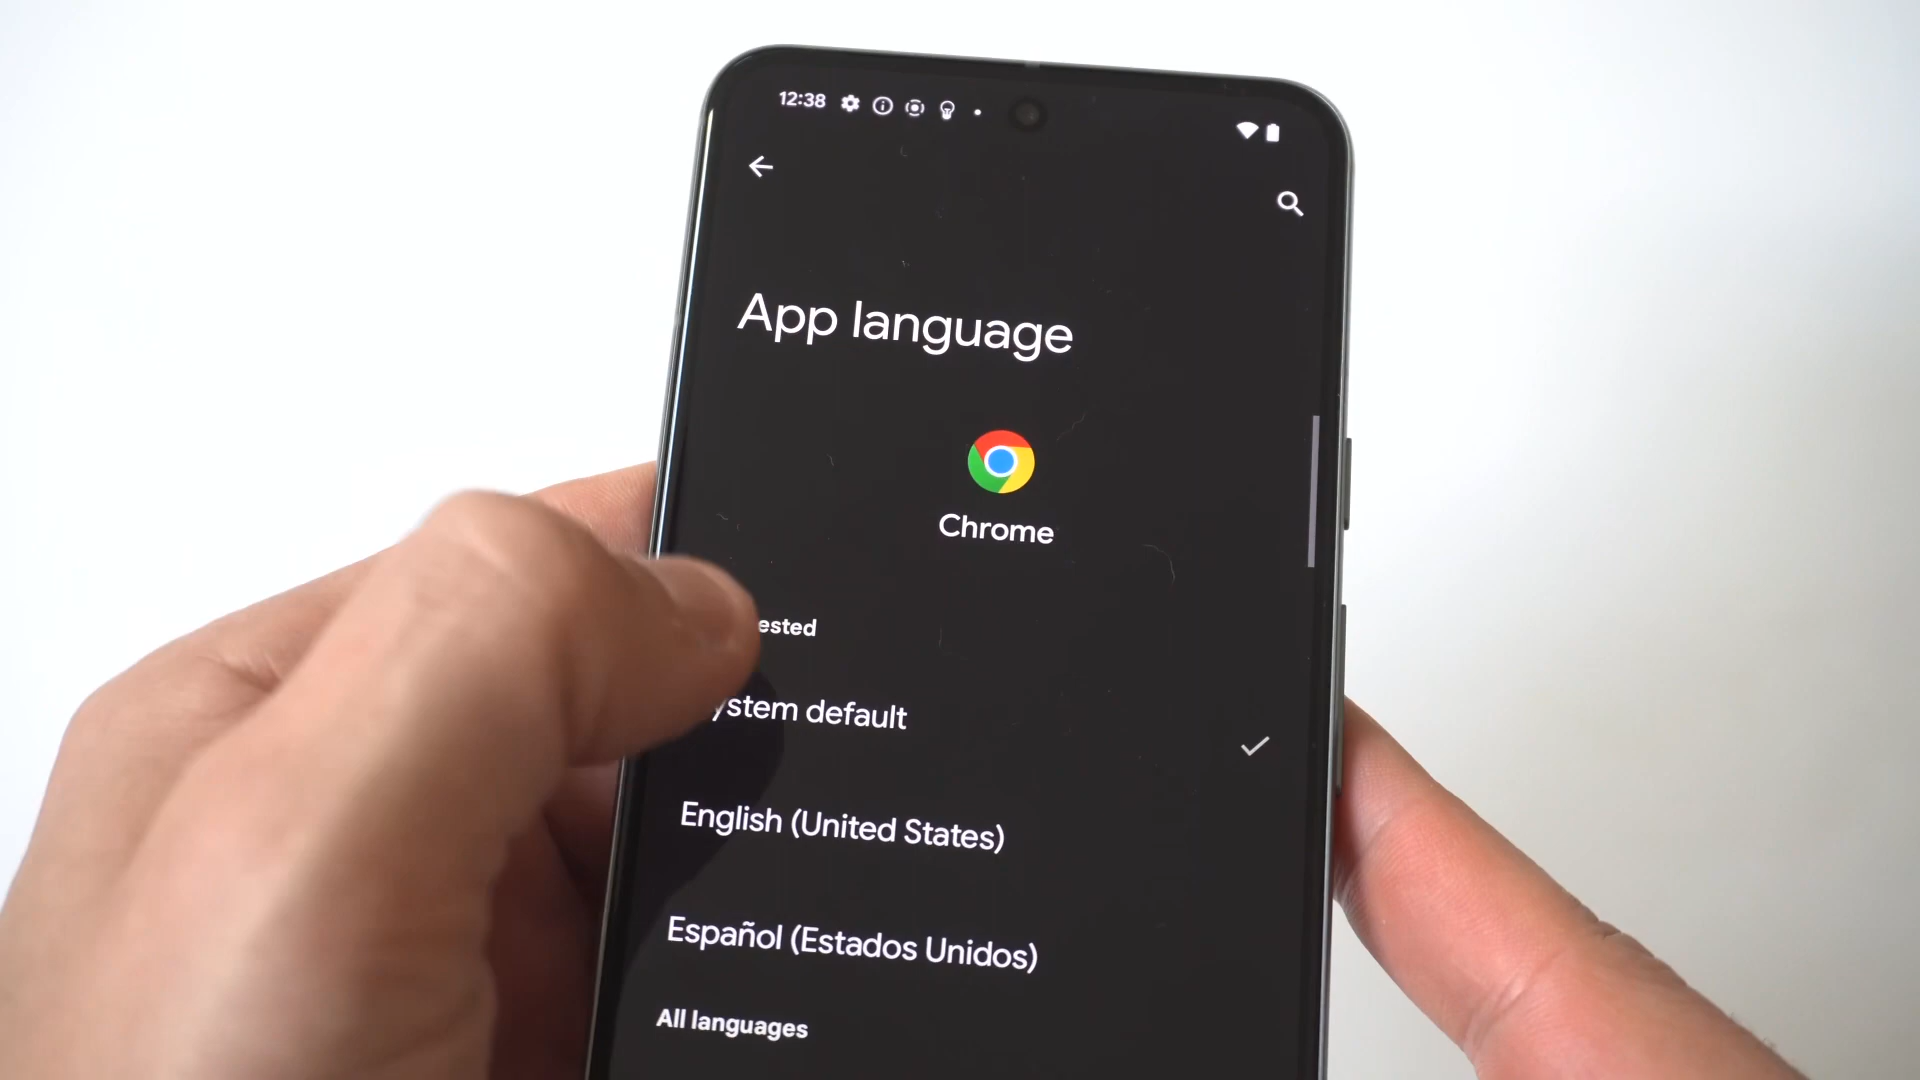 12:38
App language
Chrome
ested
ystem default
English (United States)
Español (Estados Unidos)
All languages